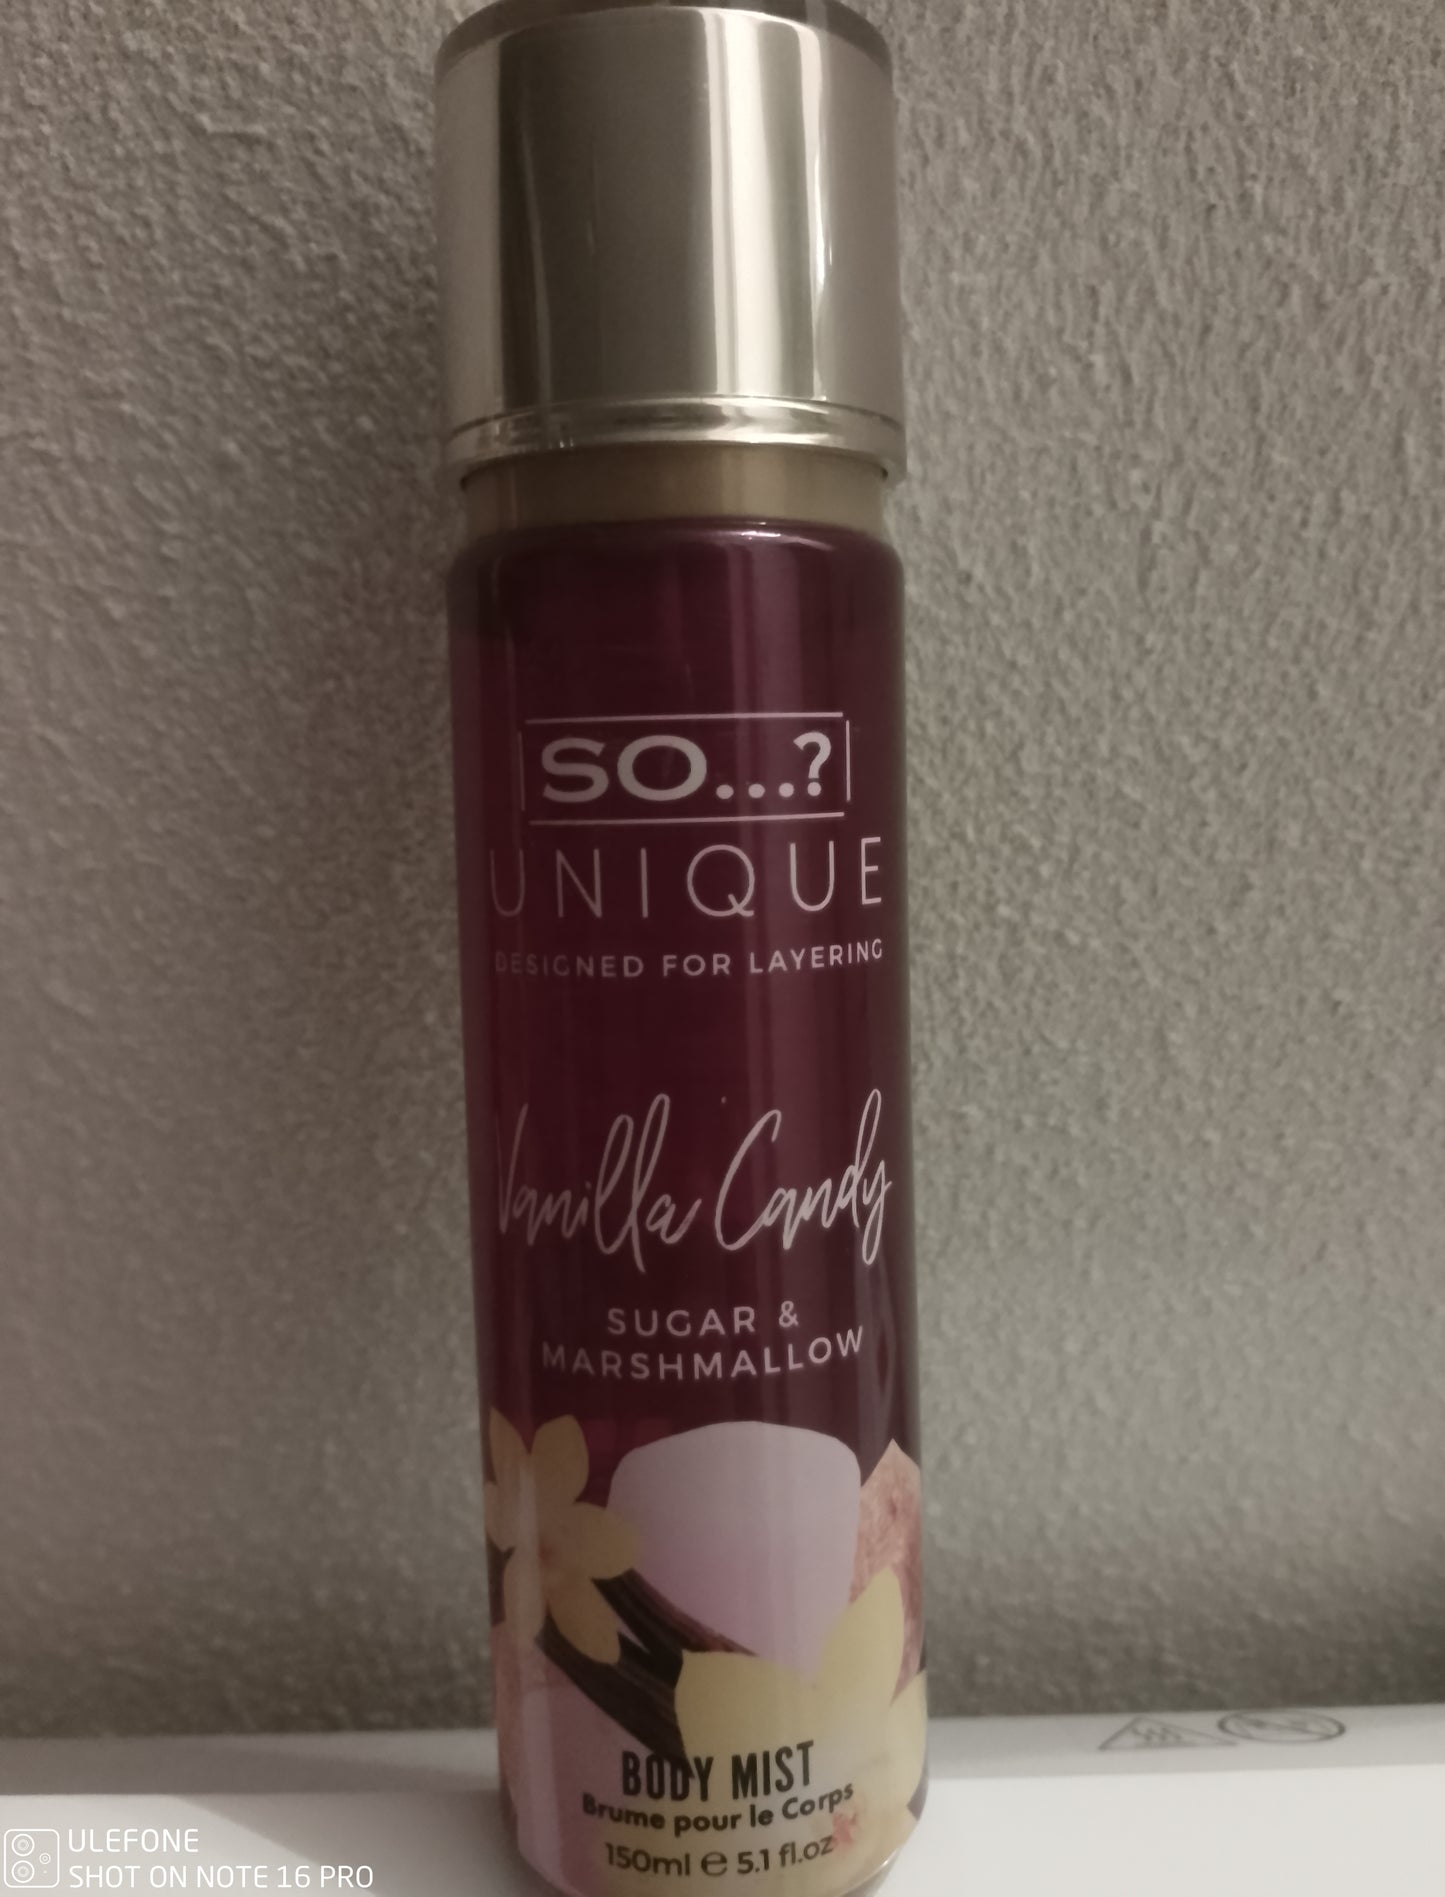 SO...?
UNIQUE
DESIGNED FOR LAYERING
Vanilla Candy
SUGAR &
MARSHMALLOW
BODY MIST
Brume pour le Corps
150ml e 5.1 fl.oz
ULEFONE
SHOT ON NOTE 16 PRO